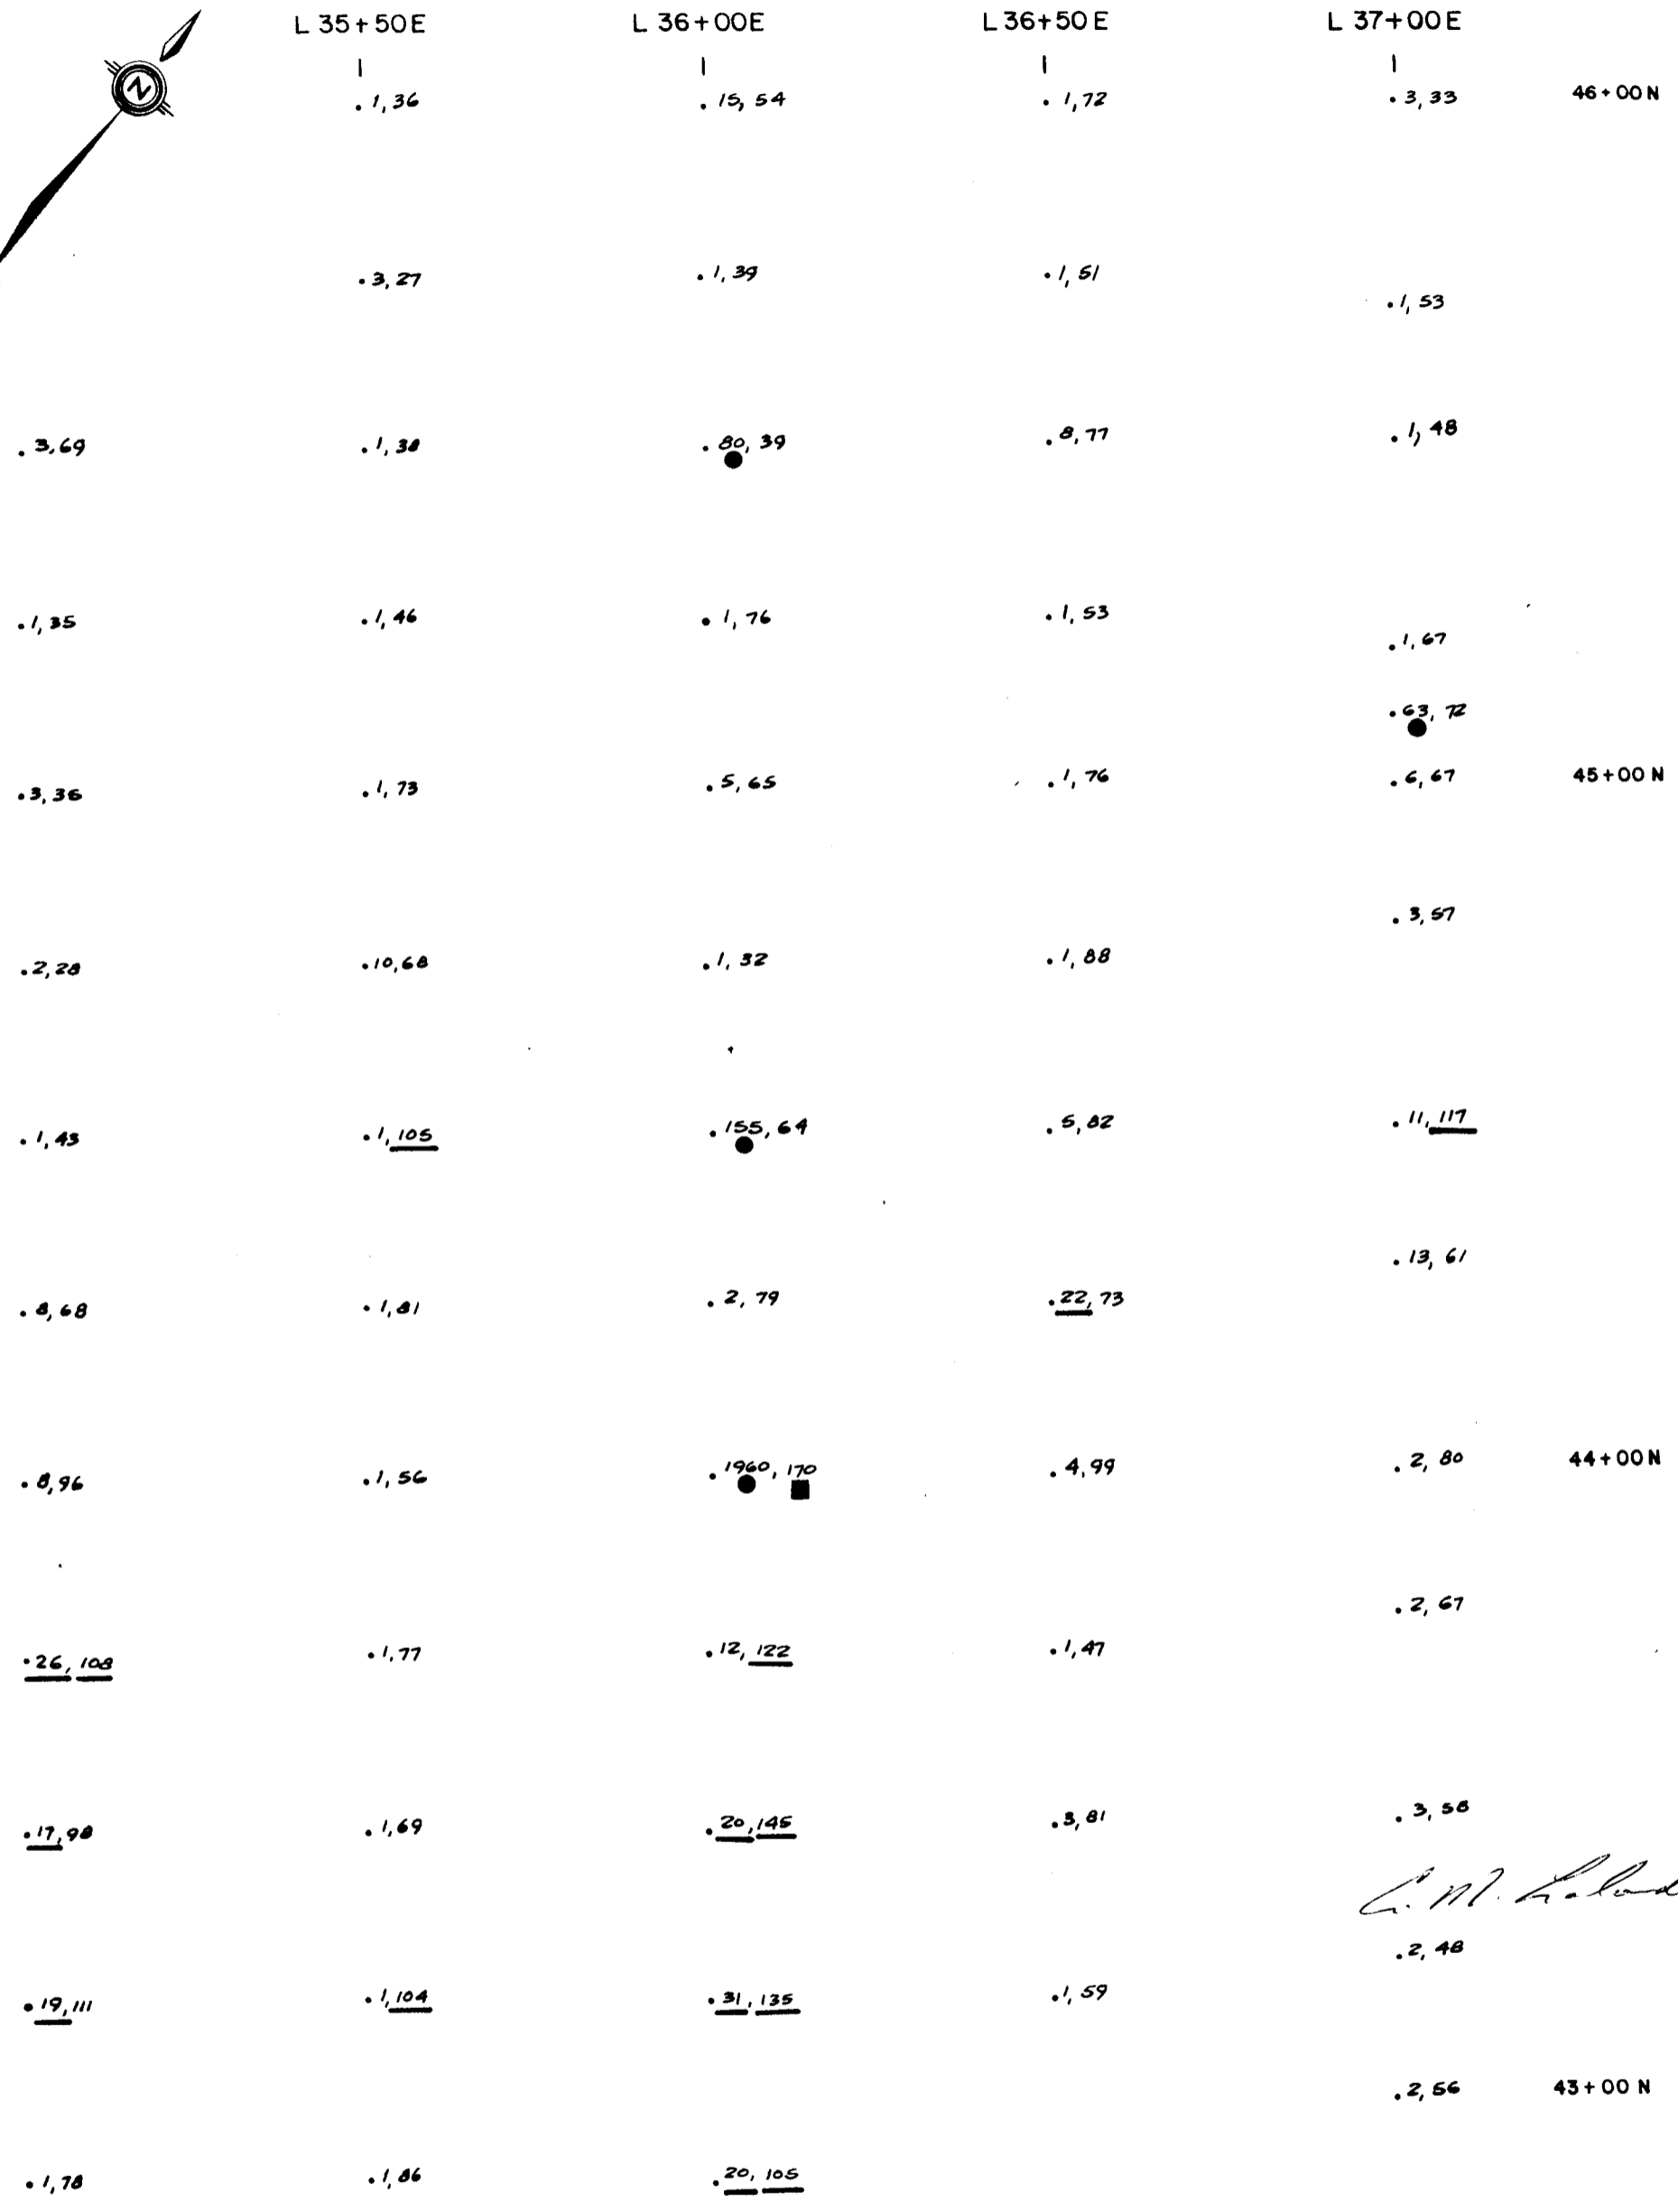 L 35+50E L 36+00E L 36+50E L 37+00E
N
1, 36 15, 54 1, 72 3, 33 46+00N
3, 27 1, 39 1, 51
1, 53
3, 69 1, 38 80, 39 8, 77 1, 48
1, 35 1, 46 1, 76 1, 53
1, 67
63, 72
3, 36 1, 73 5, 65 1, 76 6, 67 45+00N
3, 57
2, 28 10, 68 1, 32 1, 88
1, 43 1, 105 155, 64 5, 82 11, 117
13, 61
8, 68 1, 81 2, 79 22, 73
8, 96 1, 56 1960, 170 4, 99 2, 80 44+00N
2, 67
26, 108 1, 77 12, 122 1, 47
17, 98 1, 69 20, 145 3, 81 3, 58
2, 48
19, 111 1, 104 31, 135 1, 59
2, 56 43+00 N
1, 78 1, 86 20, 105